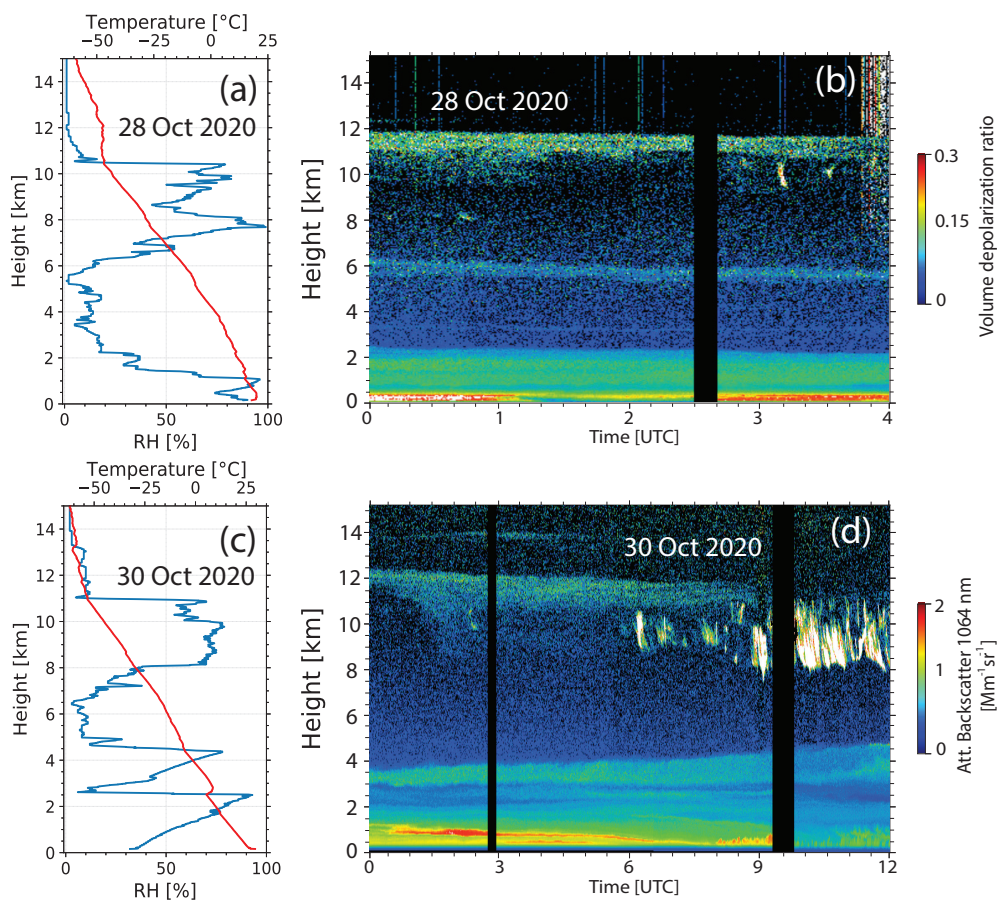 Temperature [°C]
−50 −25 0 25
14
12
10
8
6
4
2
0
Height [km]
(a)
28 Oct 2020
0 50 100
RH [%]
28 Oct 2020
(b)
14
12
10
8
6
4
2
0
Height [km]
0 1 2 3 4
Time [UTC]
0.3
0.15
0
Volume depolarization ratio
Temperature [°C]
−50 −25 0 25
14
12
10
8
6
4
2
0
Height [km]
(c)
30 Oct 2020
0 50 100
RH [%]
30 Oct 2020
(d)
14
12
10
8
6
4
2
0
Height [km]
0 3 6 9 12
Time [UTC]
2
1
0
Att. Backscatter 1064 nm
[Mm⁻¹sr⁻¹]